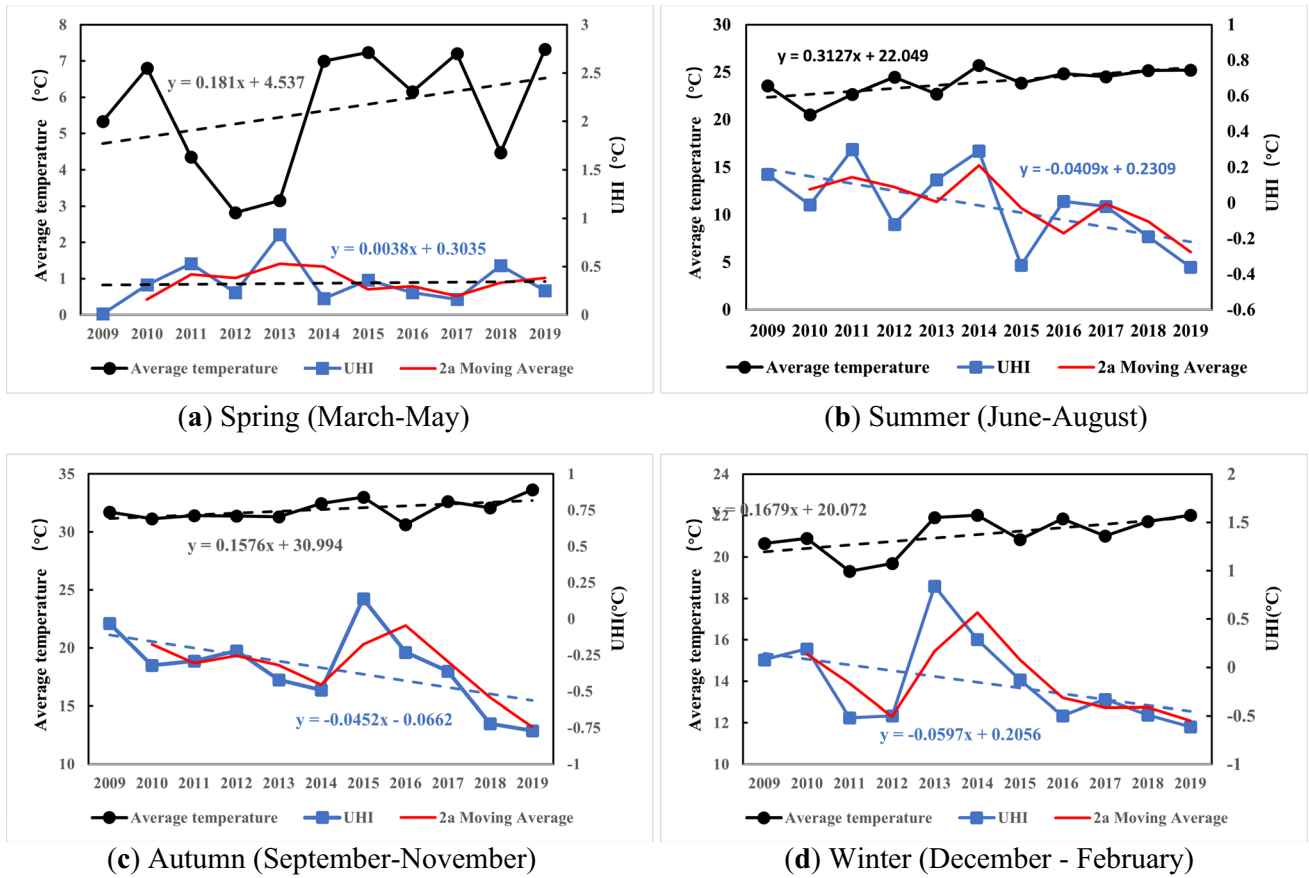 8
7
6
5
4
3
2
1
0
Average temperature (°C)
3
2.5
2
1.5
1
0.5
0
UHI (°C)
y = 0.181x + 4.537
y = 0.0038x + 0.3035
2009 2010 2011 2012 2013 2014 2015 2016 2017 2018 2019
Average temperature UHI 2a Moving Average
(a) Spring (March-May)
30
25
20
15
10
5
0
Average temperature (°C)
1
0.8
0.6
0.4
0.2
0
-0.2
-0.4
-0.6
UHI (°C)
y = 0.3127x + 22.049
y = -0.0409x + 0.2309
2009 2010 2011 2012 2013 2014 2015 2016 2017 2018 2019
Average temperature UHI 2a Moving Average
(b) Summer (June-August)
35
30
25
20
15
10
Average temperature (°C)
1
0.75
0.5
0.25
0
-0.25
-0.5
-0.75
-1
UHI(°C)
y = 0.1576x + 30.994
y = -0.0452x - 0.0662
2009 2010 2011 2012 2013 2014 2015 2016 2017 2018 2019
Average temperature UHI 2a Moving Average
(c) Autumn (September-November)
24
22
20
18
16
14
12
10
Average temperature (°C)
2
1.5
1
0.5
0
-0.5
-1
UHI(°C)
y = 0.1679x + 20.072
y = -0.0597x + 0.2056
2009 2010 2011 2012 2013 2014 2015 2016 2017 2018 2019
Average temperature UHI 2a Moving Average
(d) Winter (December - February)